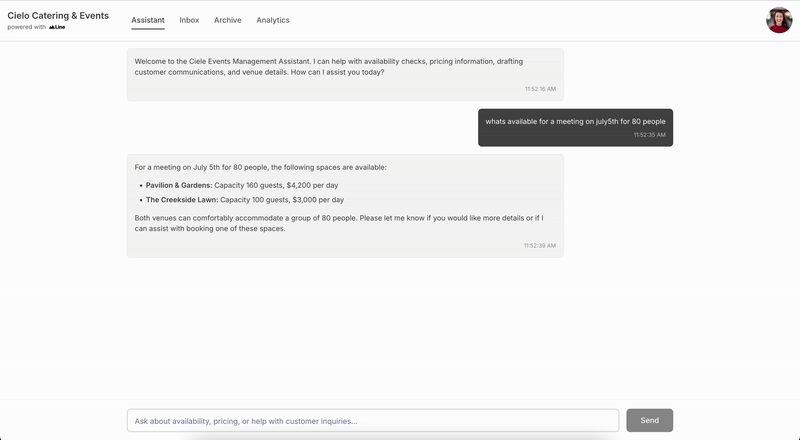 Cielo Catering & Events
powered with Line
Assistant Inbox Archive Analytics
Welcome to the Ciele Events Management Assistant. I can help with availability checks, pricing information, drafting
customer communications, and venue details. How can I assist you today?
11:52:16 AM
whats available for a meeting on july5th for 80 people
11:52:35 AM
For a meeting on July 5th for 80 people, the following spaces are available:
• Pavilion & Gardens: Capacity 160 guests, $4,200 per day
• The Creekside Lawn: Capacity 100 guests, $3,000 per day
Both venues can comfortably accommodate a group of 80 people. Please let me know if you would like more details or if I
can assist with booking one of these spaces.
11:52:39 AM
Ask about availability, pricing, or help with customer inquiries...
Send